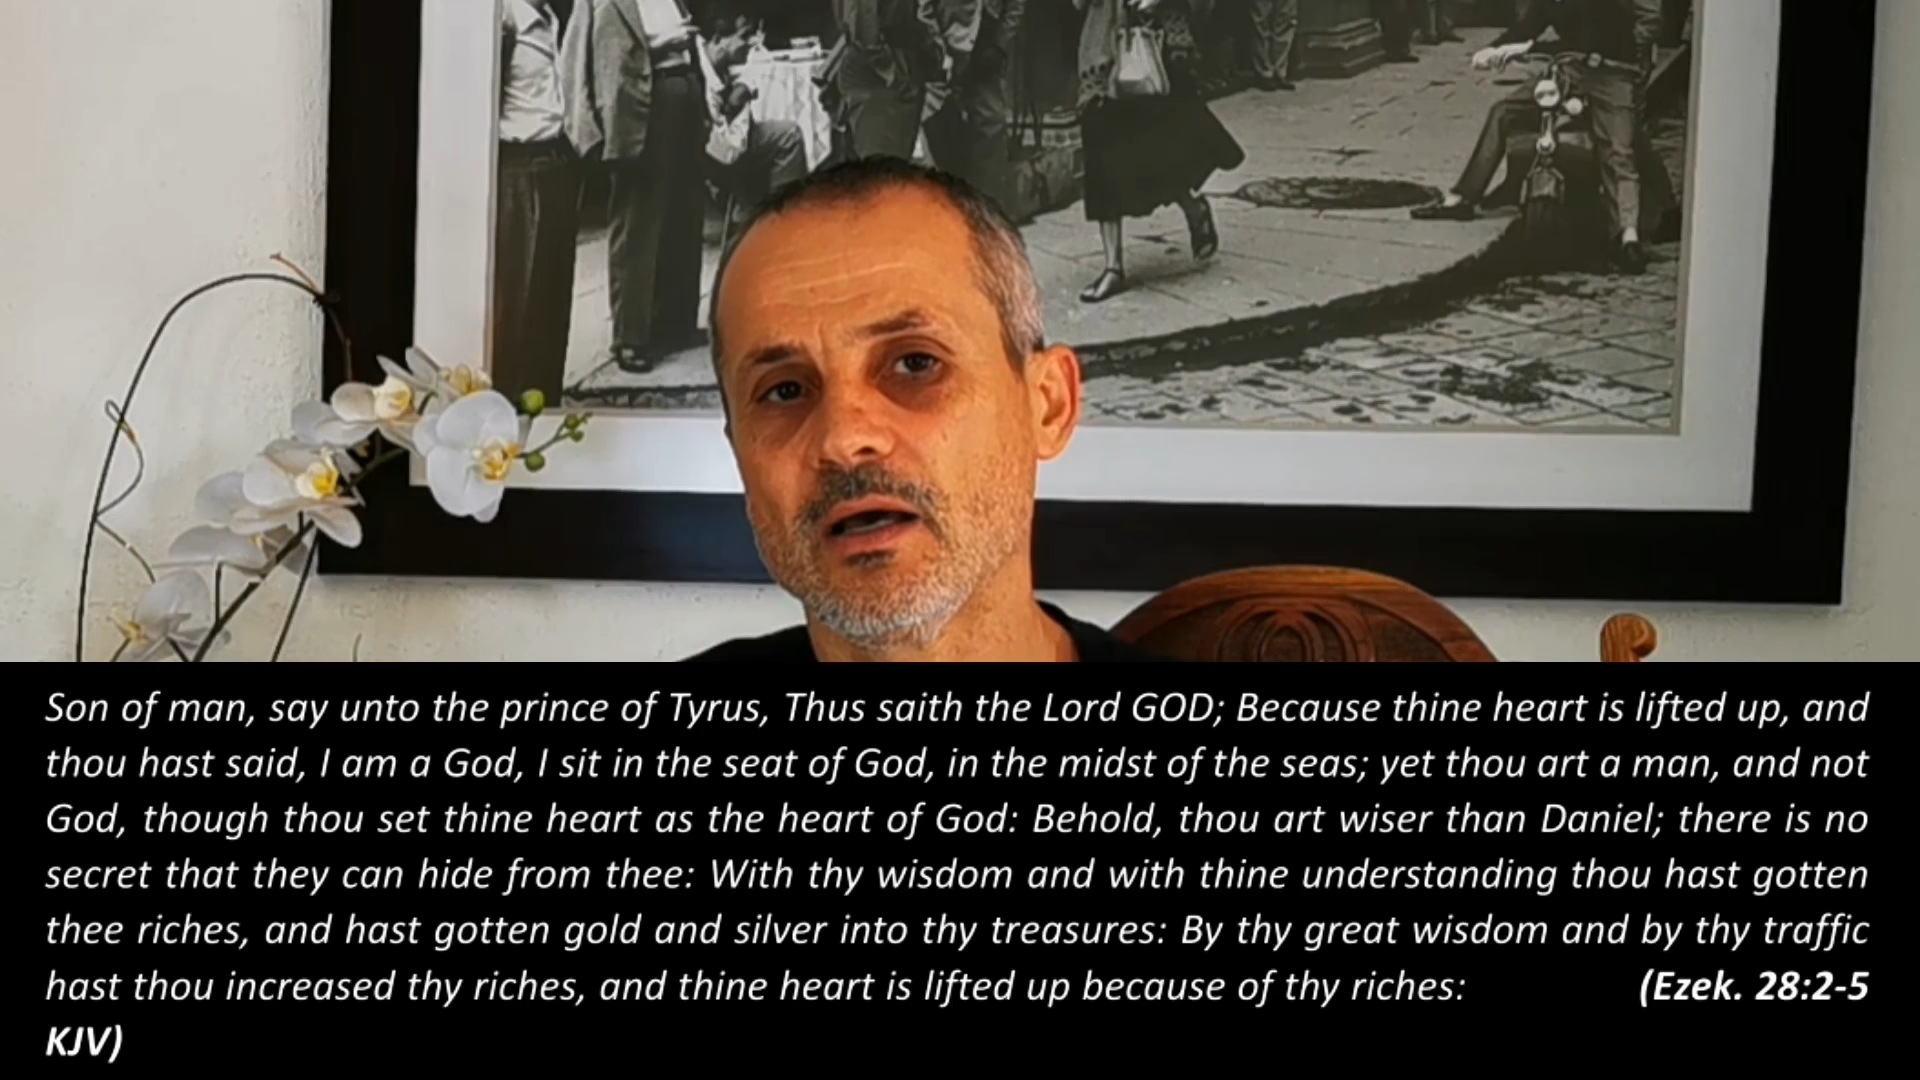 Son of man, say unto the prince of Tyrus, Thus saith the Lord GOD; Because thine heart is lifted up, and
thou hast said, I am a God, I sit in the seat of God, in the midst of the seas; yet thou art a man, and not
God, though thou set thine heart as the heart of God: Behold, thou art wiser than Daniel; there is no
secret that they can hide from thee: With thy wisdom and with thine understanding thou hast gotten
thee riches, and hast gotten gold and silver into thy treasures: By thy great wisdom and by thy traffic
hast thou increased thy riches, and thine heart is lifted up because of thy riches: (Ezek. 28:2-5
KJV)